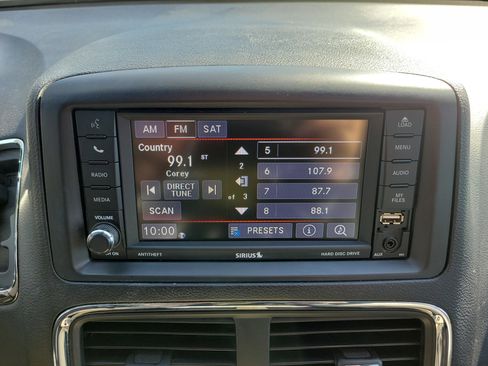 LOAD
AM FM SAT
RADIO
MEDIA
VOLUME
MENU
AUDIO
MY
FILES
Country
99.1 ST
Corey
DIRECT
TUNE
SCAN
2
of 3
5 99.1
6 107.9
7 87.7
8 88.1
10:00
PRESETS
ANTITHEFT
SIRIUS
HARD DISC DRIVE
AUX